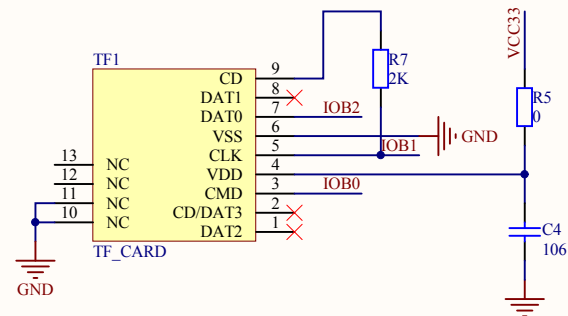 VCC33
TF1
R7
2K
R5
0
CD 9
DAT1 8
DAT0 7 IOB2
VSS 6 GND
CLK 5 IOB1
VDD 4
CMD 3 IOB0
CD/DAT3 2
DAT2 1
13 NC
12 NC
11 NC
10 NC
TF_CARD
GND
C4
106